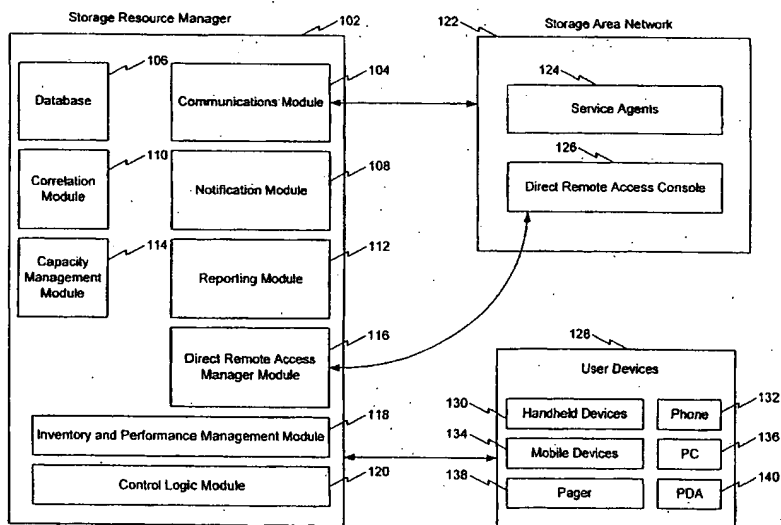 Storage Resource Manager
102
106
Database
104
Communications Module
110
Correlation
Module
108
Notification Module
114
Capacity
Management
Module
112
Reporting Module
116
Direct Remote Access
Manager Module
118
Inventory and Performance Management Module
120
Control Logic Module
Storage Area Network
122
124
Service Agents
126
Direct Remote Access Console
128
User Devices
130
Handheld Devices
Phone
132
134
Mobile Devices
PC
136
138
Pager
PDA
140